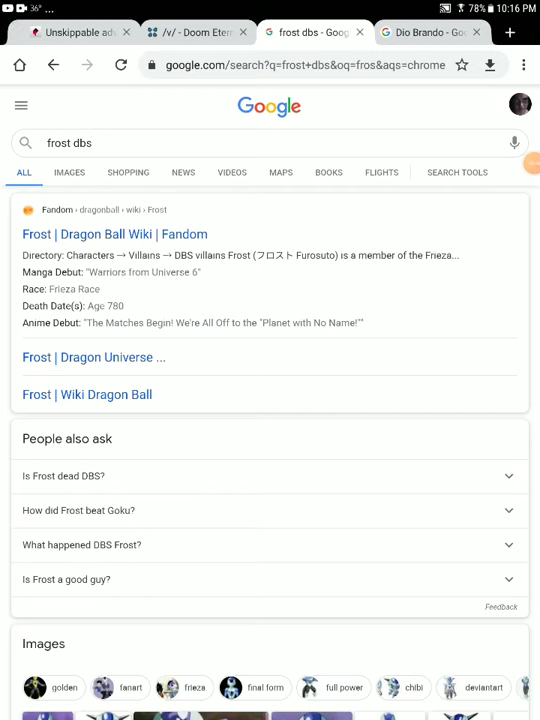 36° 78% 10:16 PM
Unskippable adv /v/ - Doom Eter frost dbs - Goog Dio Brando - Goo
google.com/search?q=frost+dbs&oq=fros&aqs=chrome
Google
frost dbs
ALL IMAGES SHOPPING NEWS VIDEOS MAPS BOOKS FLIGHTS SEARCH TOOLS
Fandom › dragonball › wiki › Frost
Frost | Dragon Ball Wiki | Fandom
Directory: Characters → Villains → DBS villains Frost (フロスト Furosuto) is a member of the Frieza...
Manga Debut: "Warriors from Universe 6"
Race: Frieza Race
Death Date(s): Age 780
Anime Debut: "The Matches Begin! We're All Off to the "Planet with No Name!""
Frost | Dragon Universe ...
Frost | Wiki Dragon Ball
People also ask
Is Frost dead DBS?
How did Frost beat Goku?
What happened DBS Frost?
Is Frost a good guy?
Feedback
Images
golden fanart frieza final form full power chibi deviantart